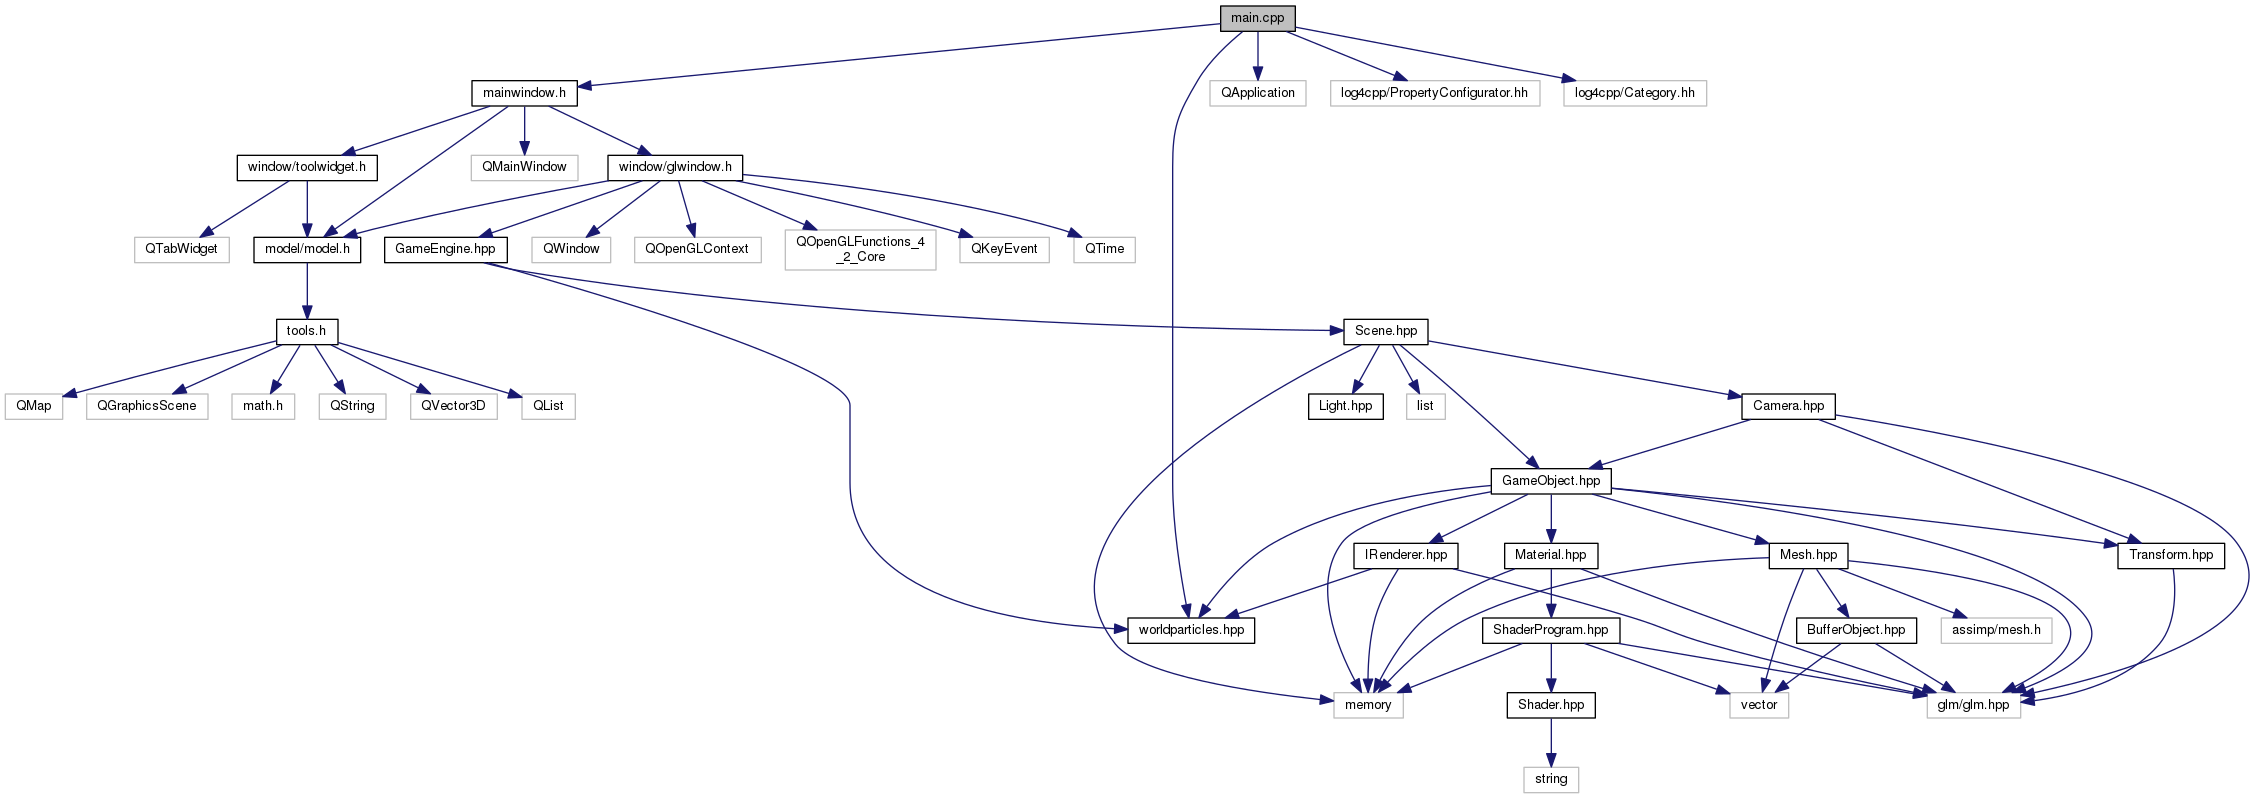 main.cpp
mainwindow.h
QApplication
log4cpp/PropertyConfigurator.hh
log4cpp/Category.hh
window/toolwidget.h
QMainWindow
window/glwindow.h
QTabWidget
model/model.h
GameEngine.hpp
QWindow
QOpenGLContext
QOpenGLFunctions_4
_2_Core
QKeyEvent
QTime
tools.h
Scene.hpp
QMap
QGraphicsScene
math.h
QString
QVector3D
QList
Light.hpp
list
Camera.hpp
GameObject.hpp
IRenderer.hpp
Material.hpp
Mesh.hpp
Transform.hpp
worldparticles.hpp
ShaderProgram.hpp
BufferObject.hpp
assimp/mesh.h
memory
Shader.hpp
vector
glm/glm.hpp
string